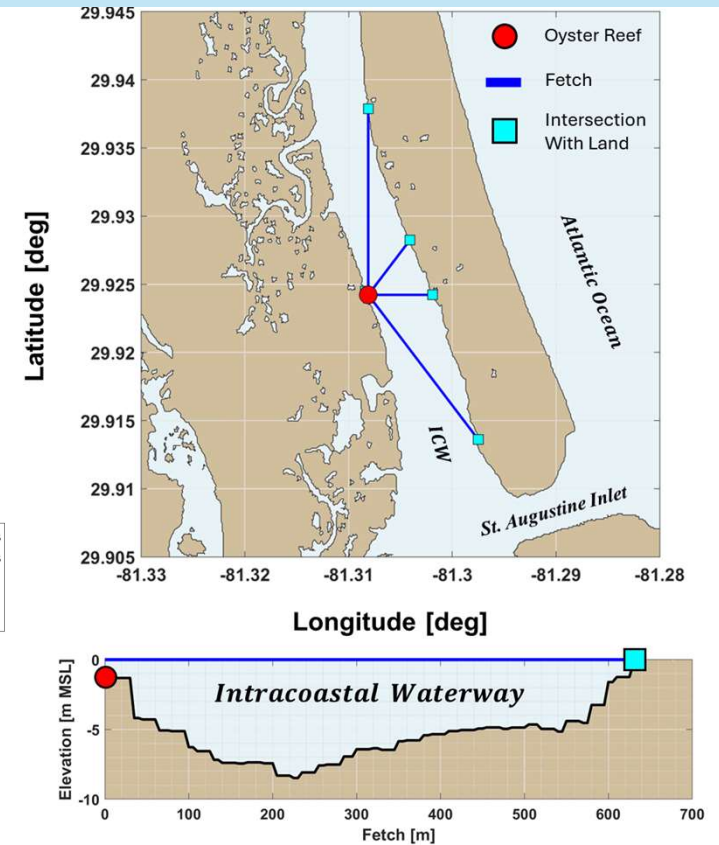 29.945
29.94
29.935
29.93
29.925
29.92
29.915
29.91
29.905
Latitude [deg]
Oyster Reef
Fetch
Intersection
With Land
Atlantic Ocean
ICW
St. Augustine Inlet
-81.33 -81.32 -81.31 -81.3 -81.29 -81.28
Longitude [deg]
0
-5
-10
Elevation [m MSL]
Intracoastal Waterway
0 100 200 300 400 500 600 700
Fetch [m]